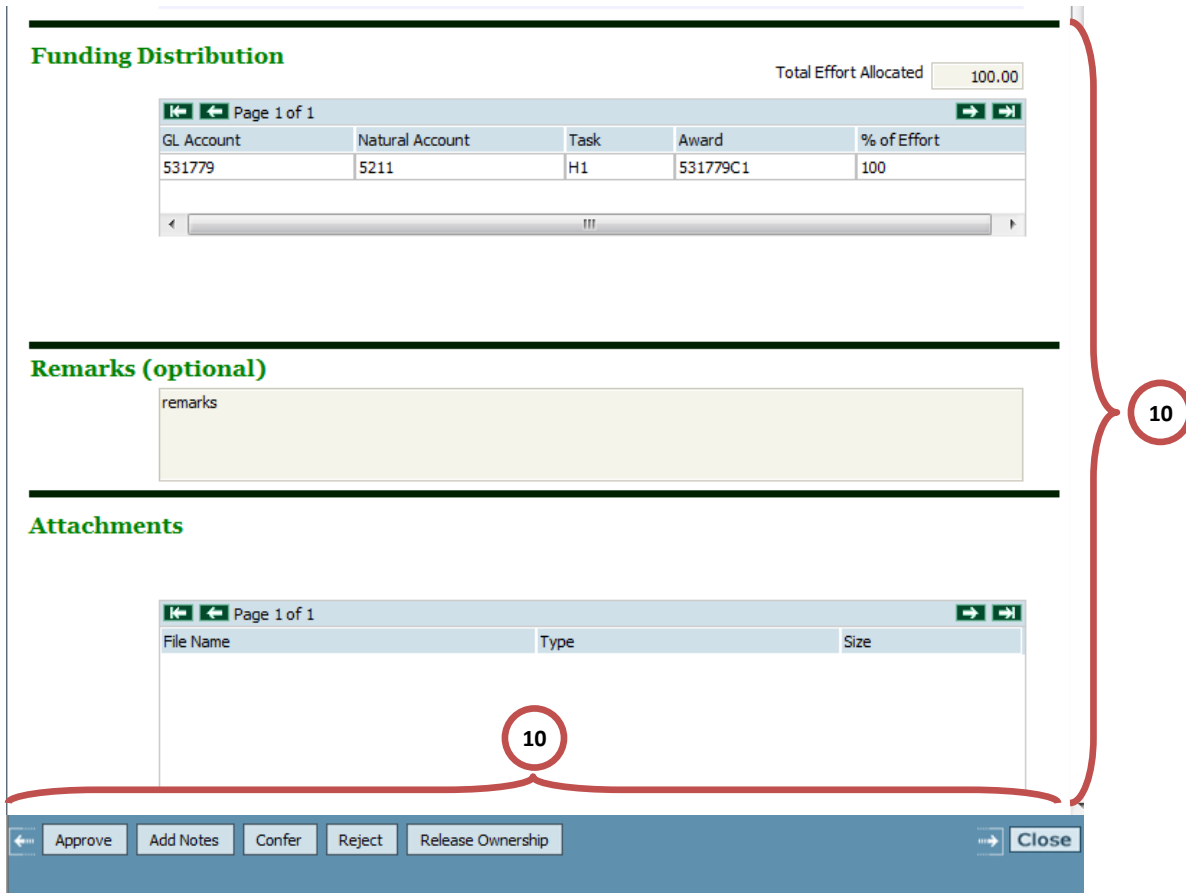 Funding Distribution
Total Effort Allocated 100.00
Page 1 of 1
GL Account Natural Account Task Award % of Effort
531779 5211 H1 531779C1 100
Remarks (optional)
remarks
10
Attachments
Page 1 of 1
File Name Type Size
10
Approve Add Notes Confer Reject Release Ownership Close